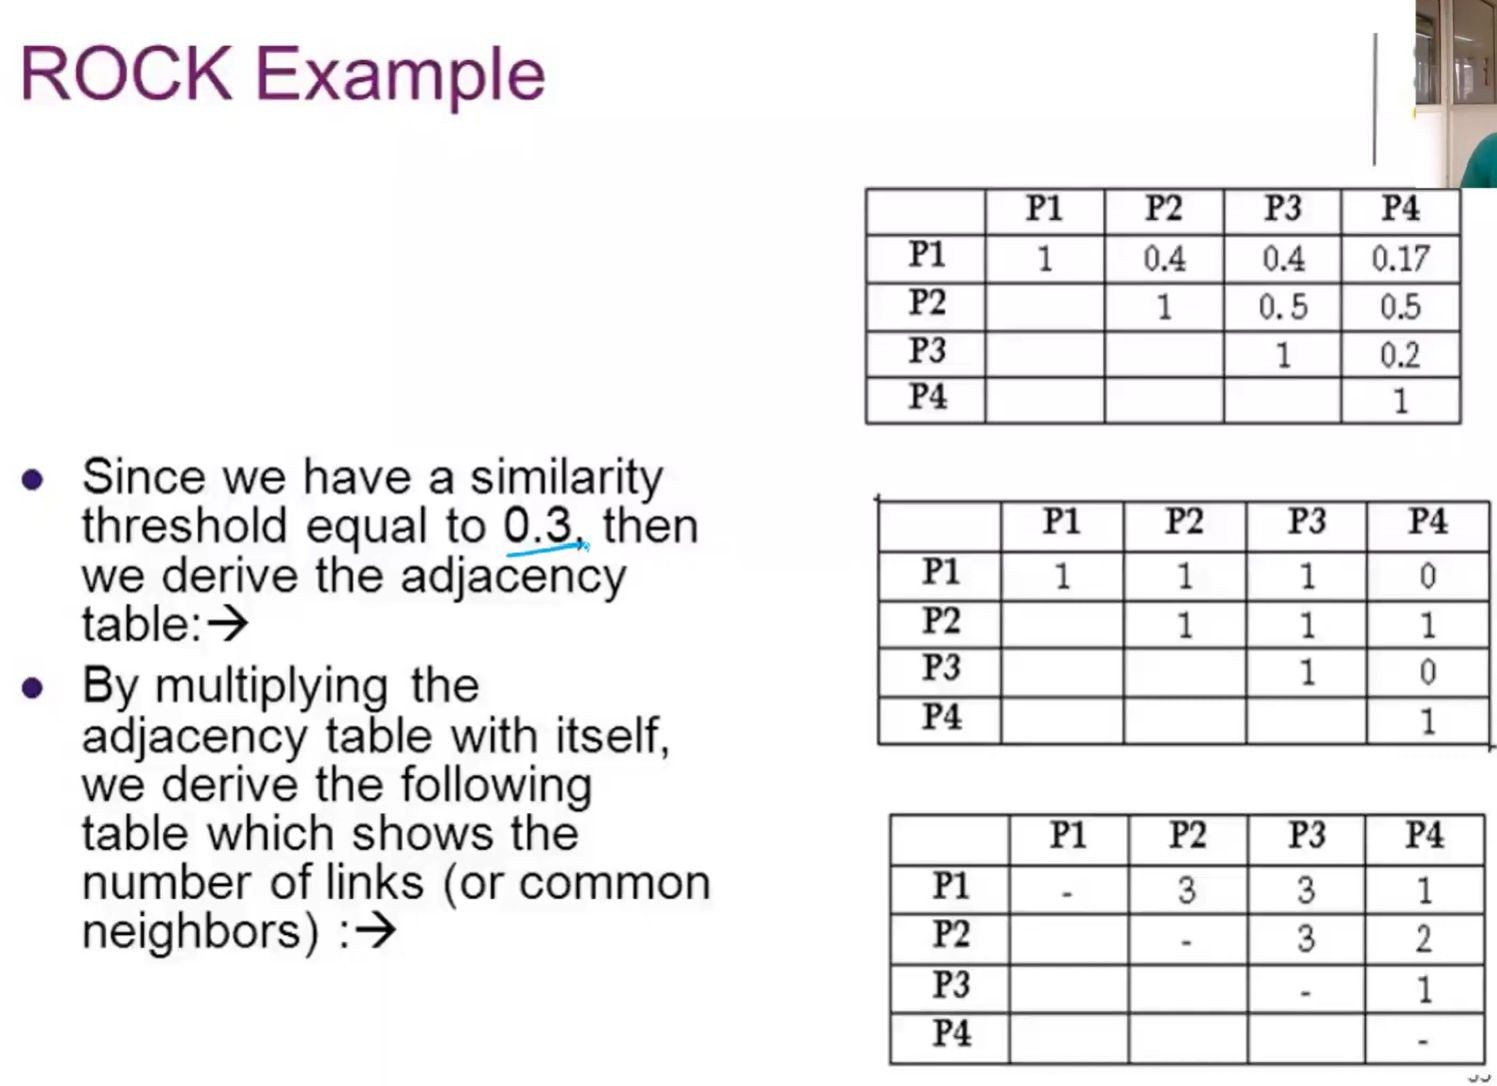 ROCK Example
P1 P2 P3 P4
P1 1 0.4 0.4 0.17
P2 1 0.5 0.5
P3 1 0.2
P4 1
● Since we have a similarity
threshold equal to 0.3, then
we derive the adjacency
table:→
P1 P2 P3 P4
P1 1 1 1 0
P2 1 1 1
P3 1 0
P4 1
● By multiplying the
adjacency table with itself,
we derive the following
table which shows the
number of links (or common
neighbors) :→
P1 P2 P3 P4
P1 - 3 3 1
P2 - 3 2
P3 - 1
P4 -